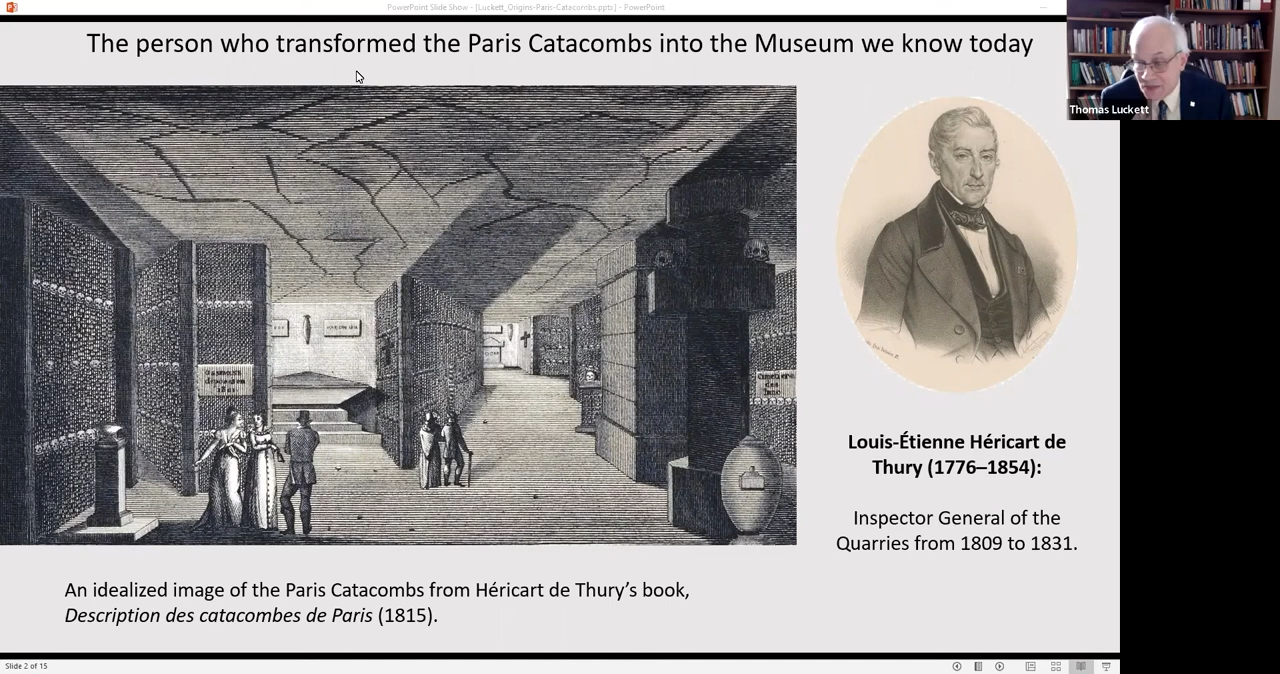 PowerPoint Slide Show - [Luckett_Origins-Paris-Catacombs.pptx] - PowerPoint
The person who transformed the Paris Catacombs into the Museum we know today
Thomas Luckett
Louis-Étienne Héricart de
Thury (1776–1854):
Inspector General of the
Quarries from 1809 to 1831.
An idealized image of the Paris Catacombs from Héricart de Thury’s book,
Description des catacombes de Paris (1815).
Slide 2 of 15